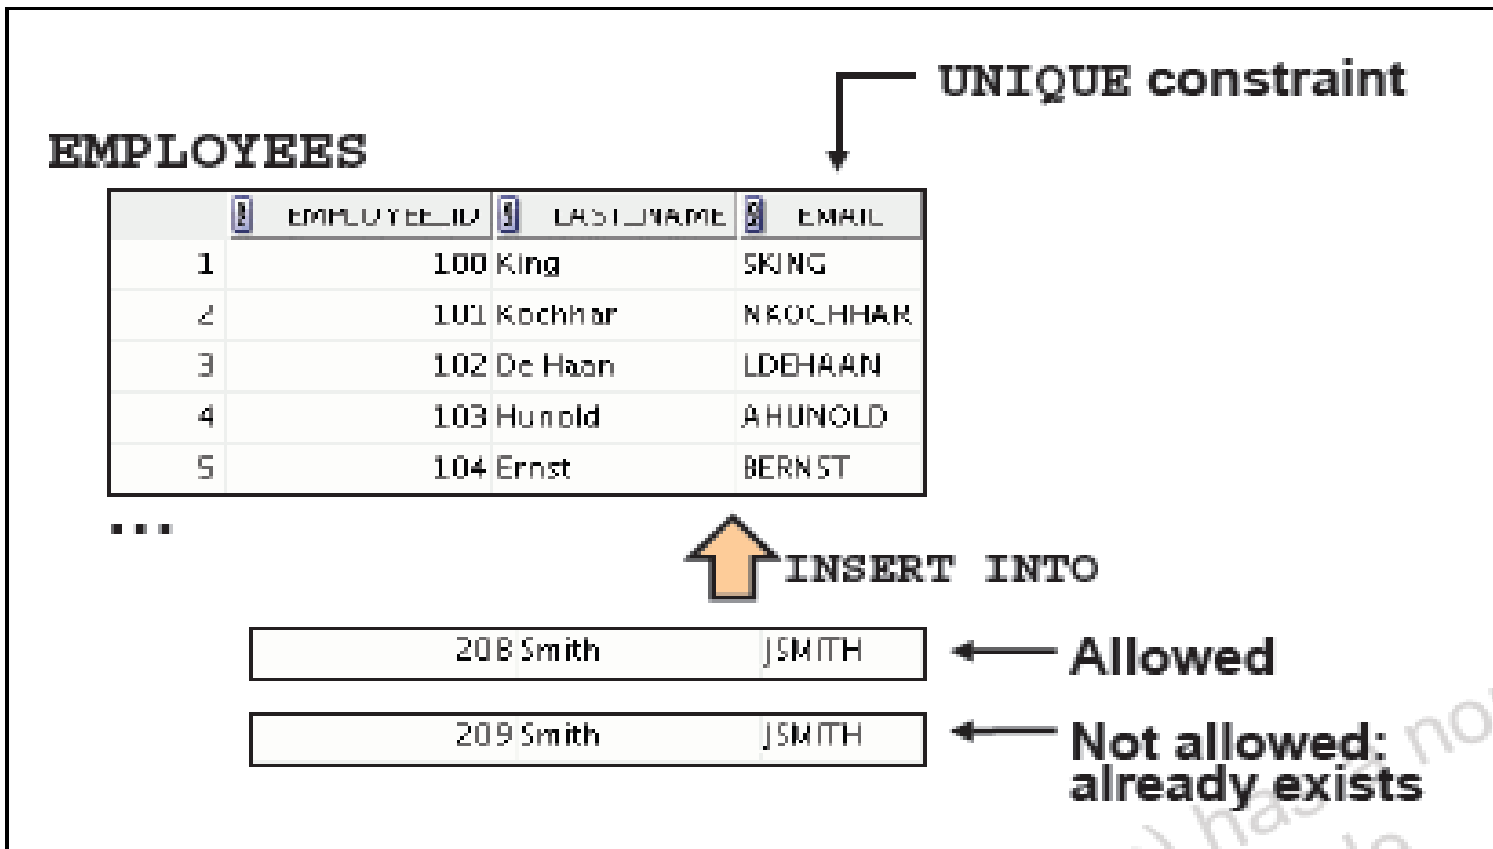 UNIQUE constraint
EMPLOYEES
EMPLOYEE_ID LAST_NAME EMAIL
1 100 King SKING
2 101 Kochhar NKOCHHAR
3 102 De Haan LDEHAAN
4 103 Hunold AHUNOLD
5 104 Ernst BERNST
...
INSERT INTO
208 Smith JSMITH Allowed
209 Smith JSMITH Not allowed:
already exists
) has a no